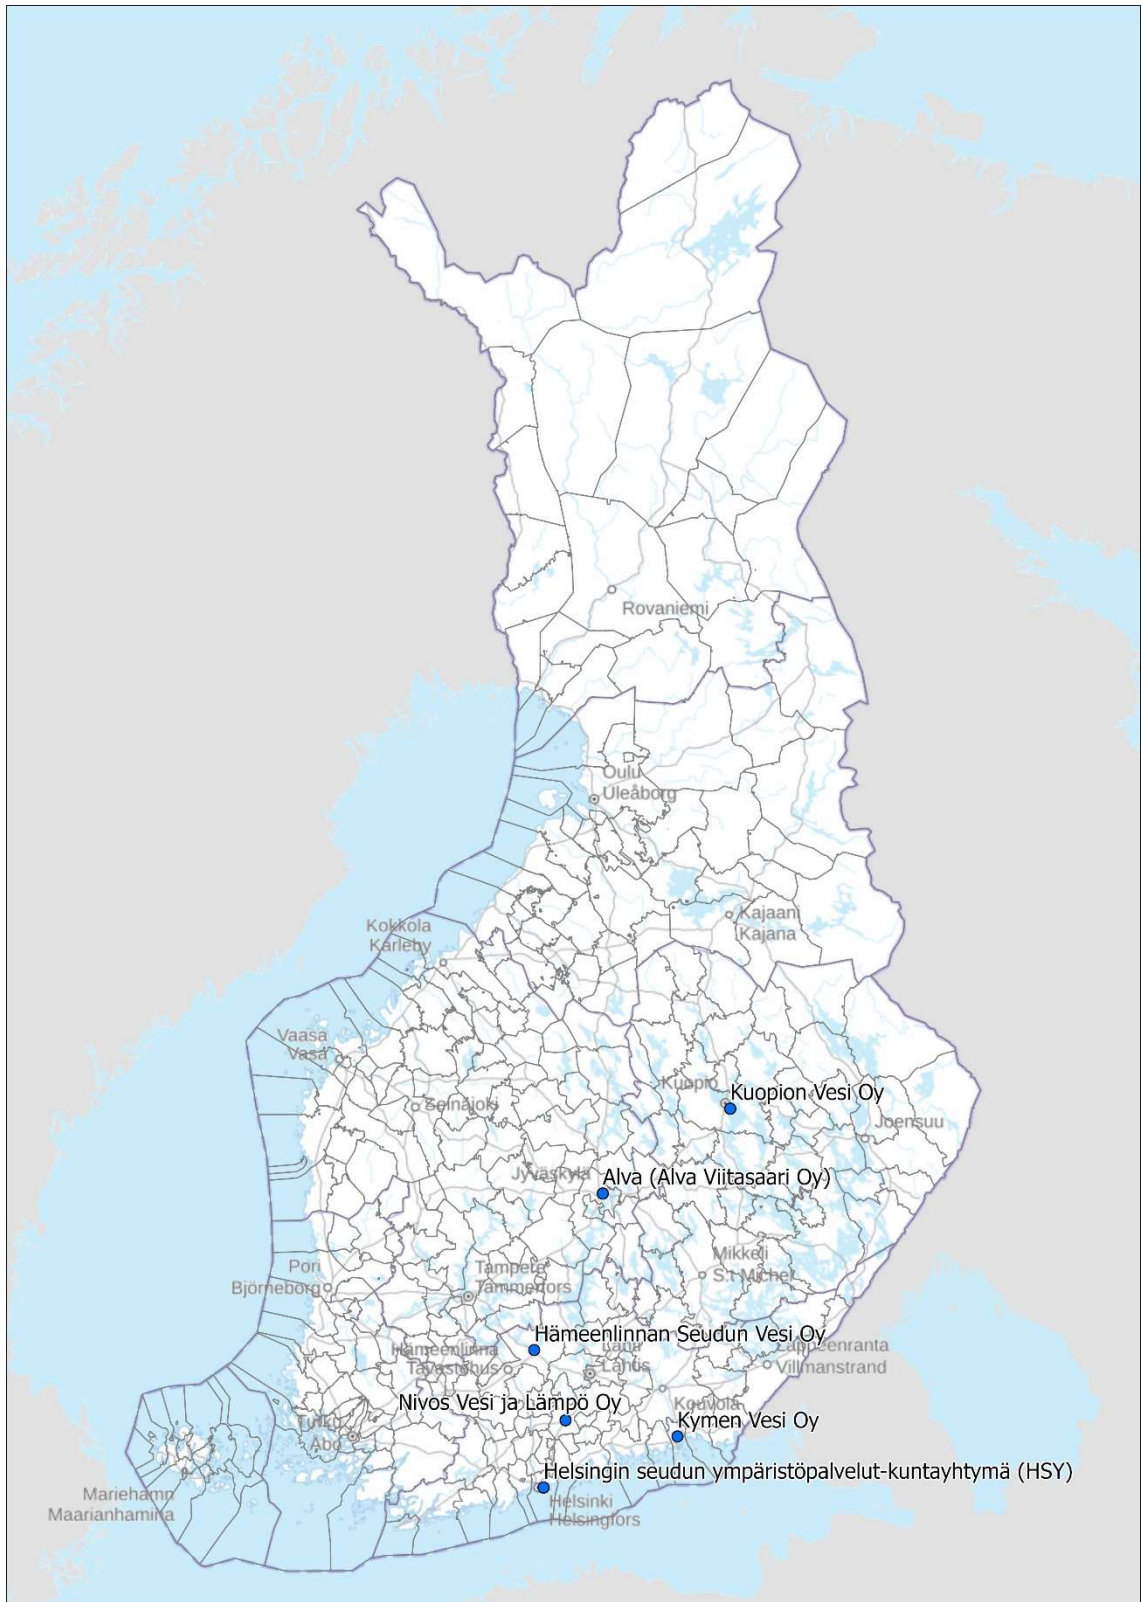 Rovaniemi
Oulu
Uleåborg
Kajaani
Kajana
Kokkola
Karleby
Vaasa
Vasa
Seinäjoki
Kuopio
Kuopion Vesi Oy
Joensuu
Jyväskylä
Alva (Alva Viitasaari Oy)
Mikkeli
S:t Michel
Pori
Björneborg
Tampere
Tammerfors
Hämeenlinnan Seudun Vesi Oy
Hämeenlinna
Tavastehus
Lahti
Lahtis
Lappeenranta
Villmanstrand
Nivos Vesi ja Lämpö Oy
Kouvola
Kymen Vesi Oy
Turku
Åbo
Helsingin seudun ympäristöpalvelut-kuntayhtymä (HSY)
Helsinki
Helsingfors
Mariehamn
Maarianhamina